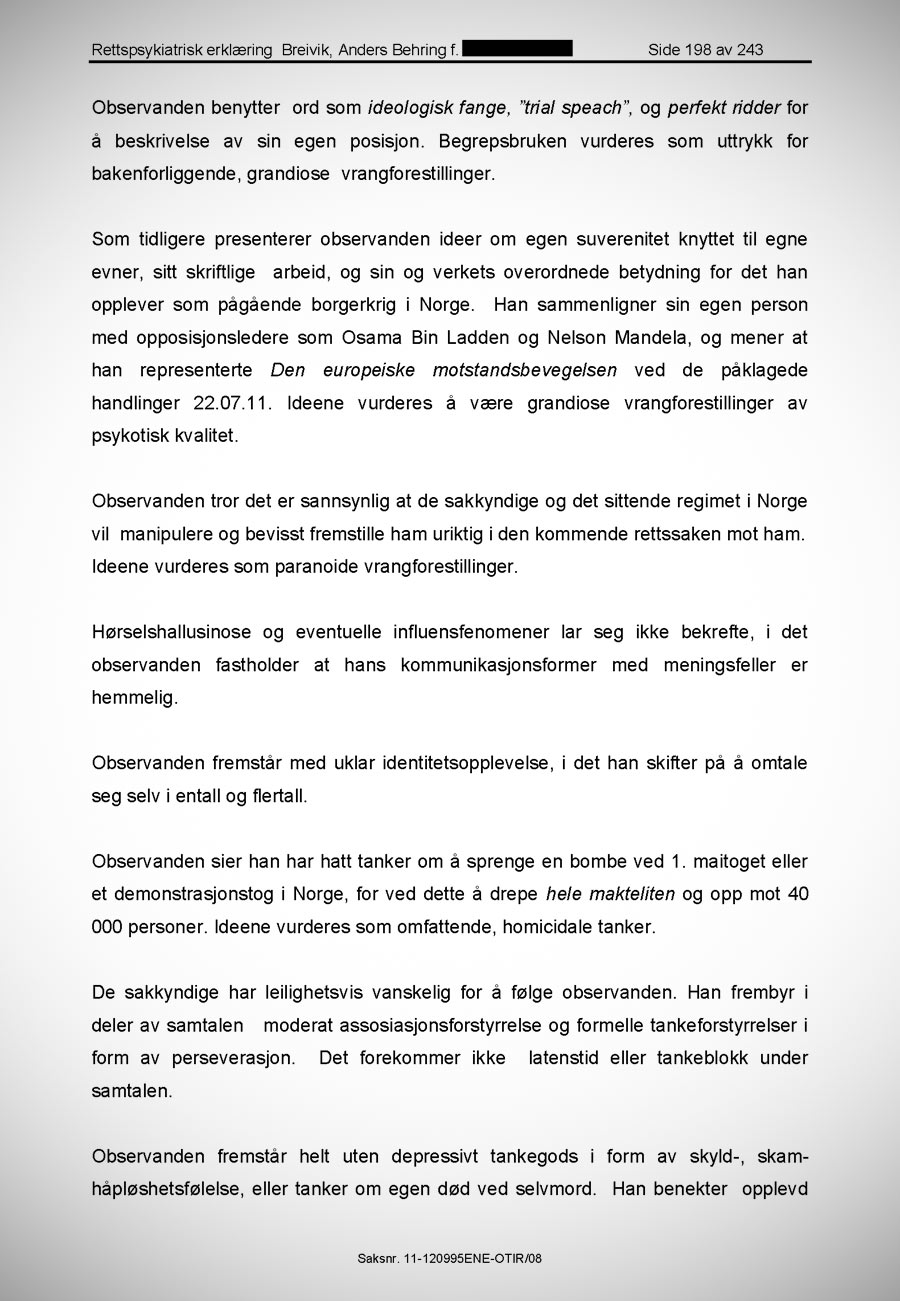 Rettspsykiatrisk erklæring  Breivik, Anders Behring f. Side 198 av 243
Observanden benytter  ord som ideologisk fange, ”trial speach”, og perfekt ridder for
å beskrivelse av sin egen posisjon. Begrepsbruken vurderes som uttrykk for
bakenforliggende, grandiose  vrangforestillinger.
Som tidligere presenterer observanden ideer om egen suverenitet knyttet til egne
evner, sitt skriftlige  arbeid, og sin og verkets overordnede betydning for det han
opplever som pågående borgerkrig i Norge.  Han sammenligner sin egen person
med opposisjonsledere som Osama Bin Ladden og Nelson Mandela, og mener at
han representerte Den europeiske motstandsbevegelsen ved de påklagede
handlinger 22.07.11. Ideene vurderes å være grandiose vrangforestillinger av
psykotisk kvalitet.
Observanden tror det er sannsynlig at de sakkyndige og det sittende regimet i Norge
vil  manipulere og bevisst fremstille ham uriktig i den kommende rettssaken mot ham.
Ideene vurderes som paranoide vrangforestillinger.
Hørselshallusinose og eventuelle influensfenomener lar seg ikke bekrefte, i det
observanden fastholder at hans kommunikasjonsformer med meningsfeller er
hemmelig.
Observanden fremstår med uklar identitetsopplevelse, i det han skifter på å omtale
seg selv i entall og flertall.
Observanden sier han har hatt tanker om å sprenge en bombe ved 1. maitoget eller
et demonstrasjonstog i Norge, for ved dette å drepe hele makteliten og opp mot 40
000 personer. Ideene vurderes som omfattende, homicidale tanker.
De sakkyndige har leilighetsvis vanskelig for å følge observanden. Han frembyr i
deler av samtalen   moderat assosiasjonsforstyrrelse og formelle tankeforstyrrelser i
form av perseverasjon.  Det forekommer ikke  latenstid eller tankeblokk under
samtalen.
Observanden fremstår helt uten depressivt tankegods i form av skyld-, skam-
håpløshetsfølelse, eller tanker om egen død ved selvmord.  Han benekter  opplevd
Saksnr. 11-120995ENE-OTIR/08